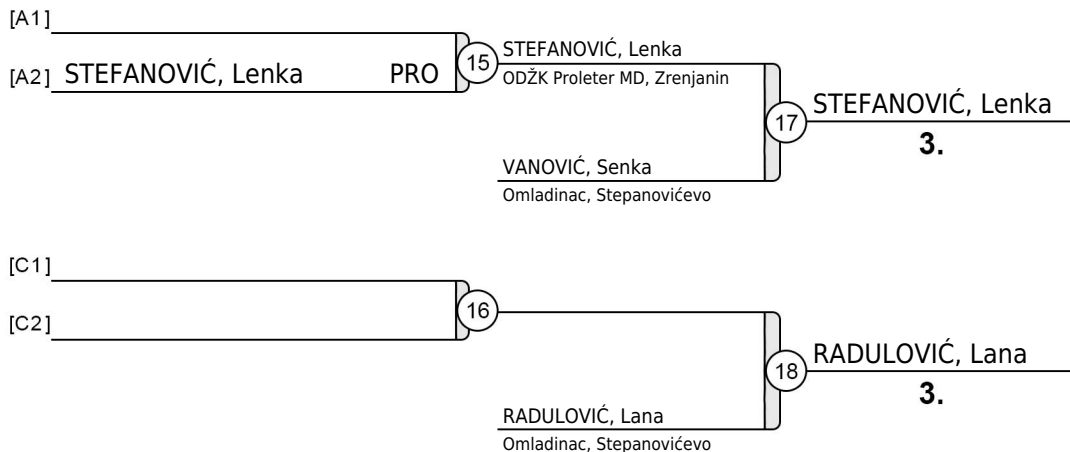 [A1]
[A2] STEFANOVIĆ, Lenka PRO
15
STEFANOVIĆ, Lenka
ODŽK Proleter MD, Zrenjanin
17
STEFANOVIĆ, Lenka
3.
VANOVIĆ, Senka
Omladinac, Stepanovićevo
[C1]
[C2]
16
18
RADULOVIĆ, Lana
3.
RADULOVIĆ, Lana
Omladinac, Stepanovićevo